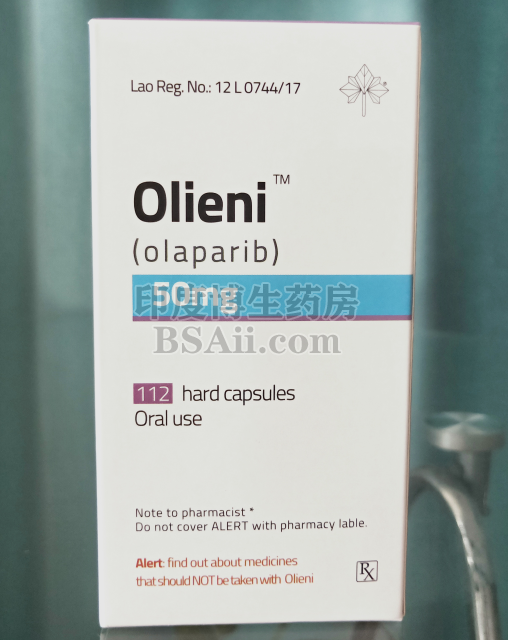 Lao Reg. No.: 12 L 0744/17
Olieni™
(olaparib)
50mg
印度博生药房
BSAii.com
112 hard capsules
Oral use
Note to pharmacist *
Do not cover ALERT with pharmacy lable.
Alert: find out about medicines
that should NOT be taken with Olieni
Rx